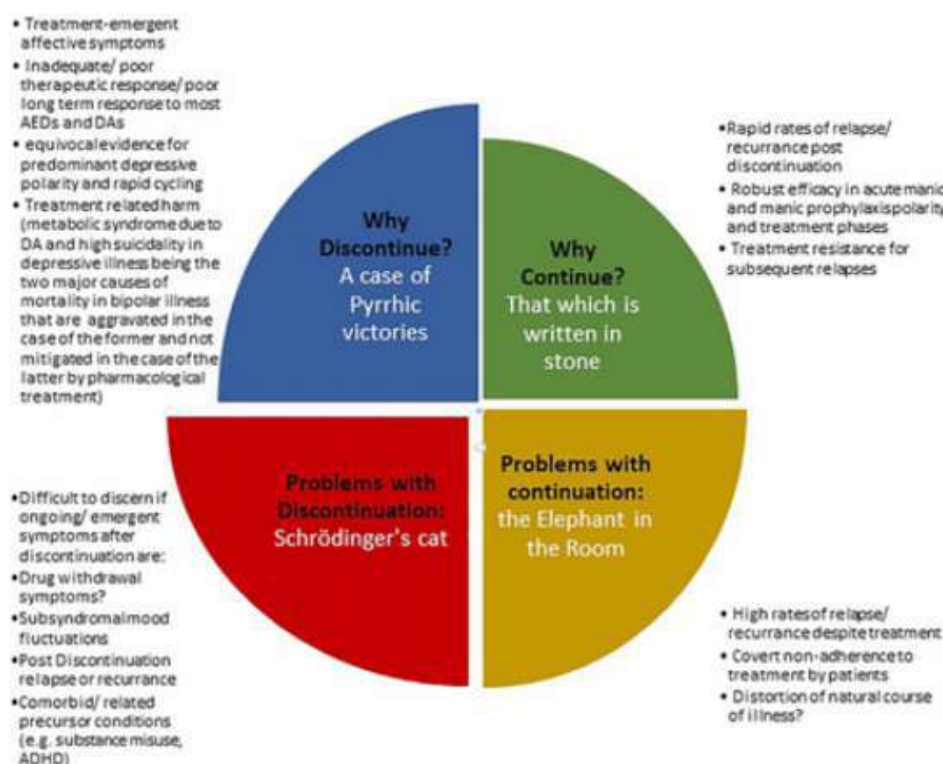 • Treatment-emergent
affective symptoms
• Inadequate/ poor
therapeutic response/ poor
long term response to most
AEDs and DAs
• equivocal evidence for
predominant depressive
polarity and rapid cycling
• Treatment related harm
(metabolic syndrome due to
DA and high suicidality in
depressive illness being the
two major causes of
mortality in bipolar illness
that are aggravated in the
case of the former and not
mitigated in the case of the
latter by pharmacological
treatment)
Why
Discontinue?
A case of
Pyrrhic
victories
Why
Continue?
That which is
written in
stone
•Rapid rates of relapse/
recurrance post
discontinuation
• Robust efficacy in acute manic
and manic prophylaxispolarity
and treatment phases
• Treatment resistance for
subsequent relapses
•Difficult to discern if
ongoing/ emergent
symptoms after
discontinuation are:
•Drug withdrawal
symptoms?
•Subsyndromalmood
fluctuations
•Post Discontinuation
relapse or recurrance
•Comorbid/ related
precursor conditions
(e.g. substance misuse,
ADHD)
Problems with
Discontinuation:
Schrödinger's cat
Problems with
continuation:
the Elephant in
the Room
• High rates of relapse/
recurrance despite treatment
• Covert non-adherence to
treatment by patients
• Distortion of natural course
of illness?